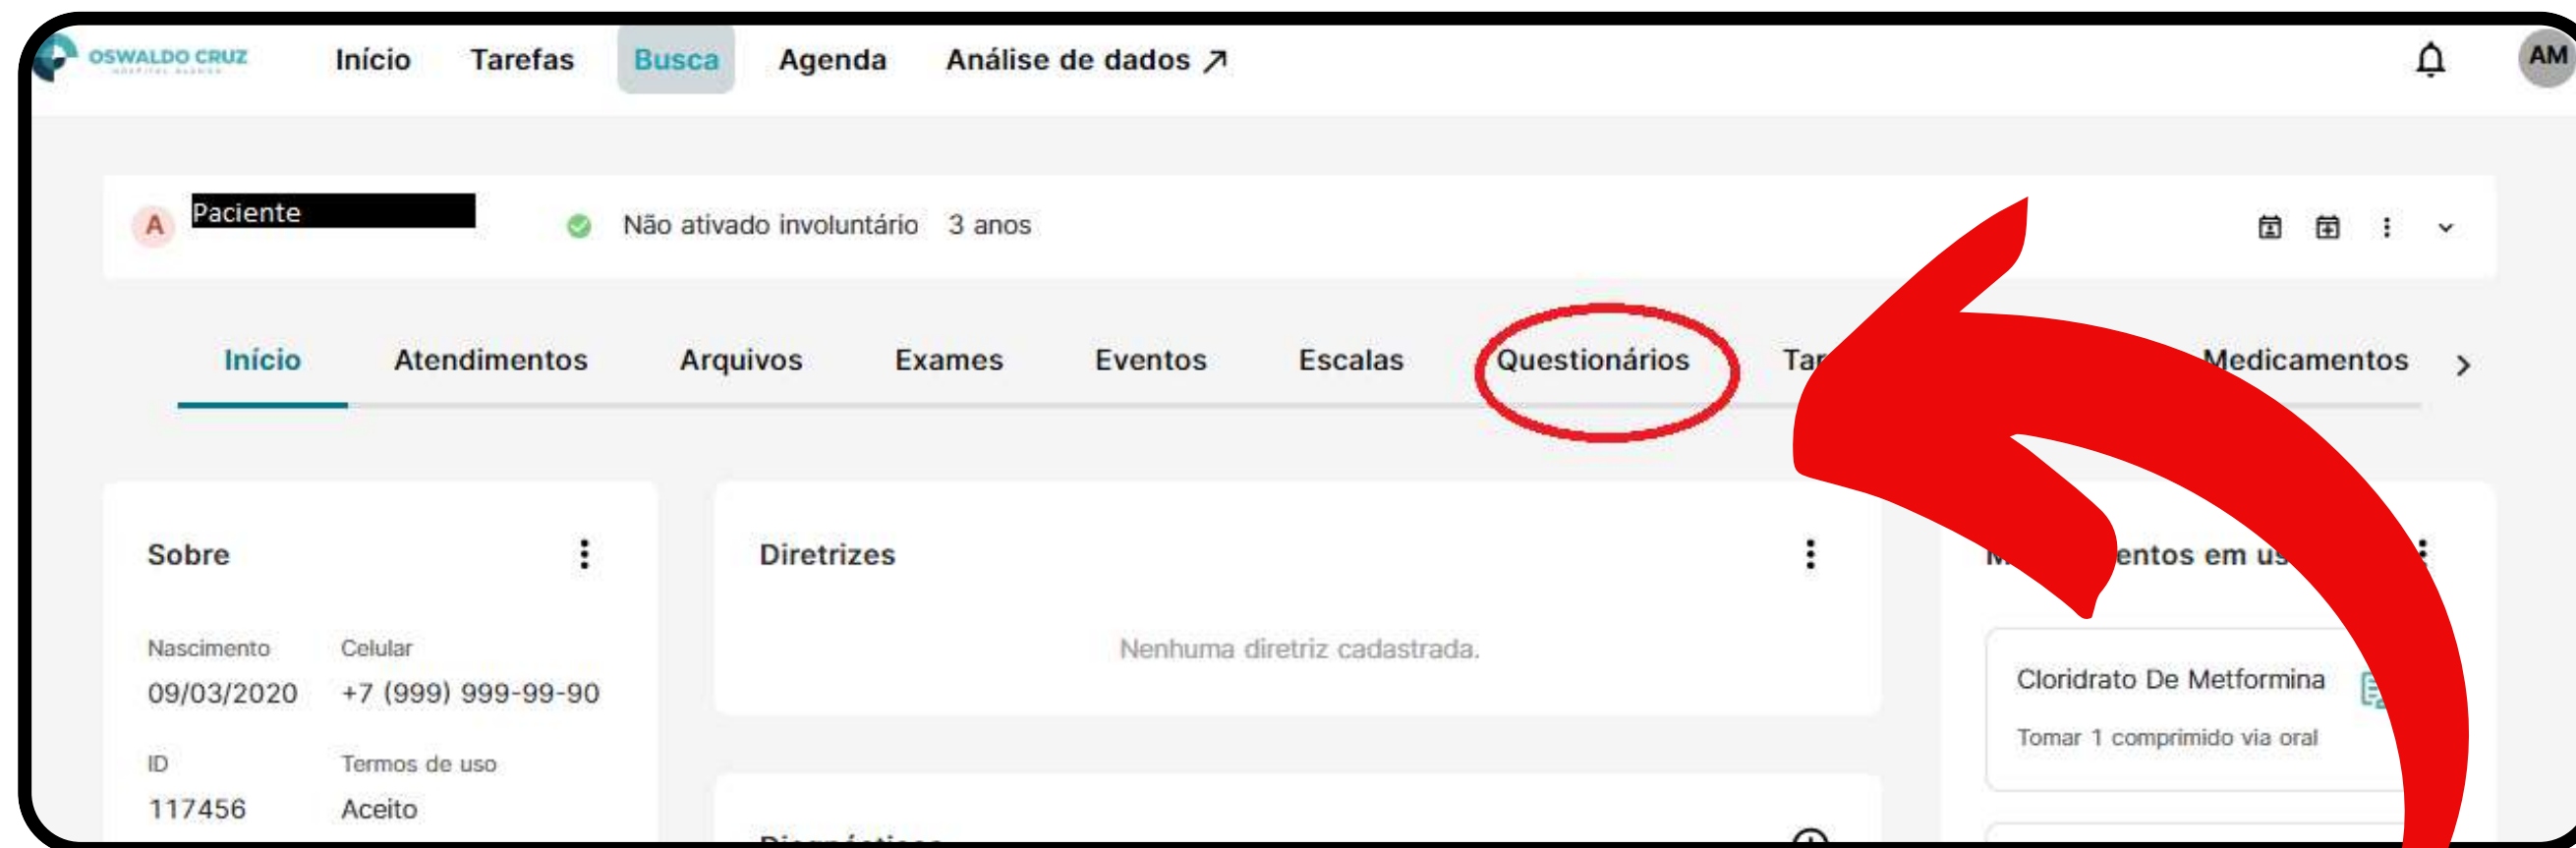 OSWALDO CRUZ
Início Tarefas Busca Agenda Análise de dados
AM
A Paciente Não ativado involuntário 3 anos
Início Atendimentos Arquivos Exames Eventos Escalas Questionários Medicamentos
Sobre
Diretrizes
em
Nascimento Celular
09/03/2020 +7 (999) 999-99-90
ID Termos de uso
117456 Aceito
Nenhuma diretriz cadastrada.
Cloridrato De Metformina
Tomar 1 comprimido via oral